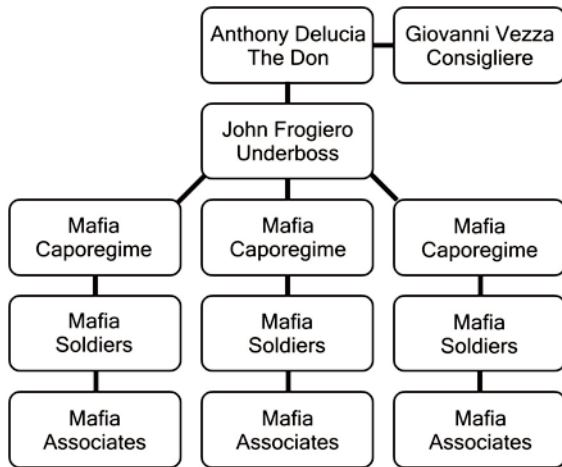 Anthony Delucia
The Don
Giovanni Vezza
Consigliere
John Frogiero
Underboss
Mafia
Caporegime
Mafia
Caporegime
Mafia
Caporegime
Mafia
Soldiers
Mafia
Soldiers
Mafia
Soldiers
Mafia
Associates
Mafia
Associates
Mafia
Associates